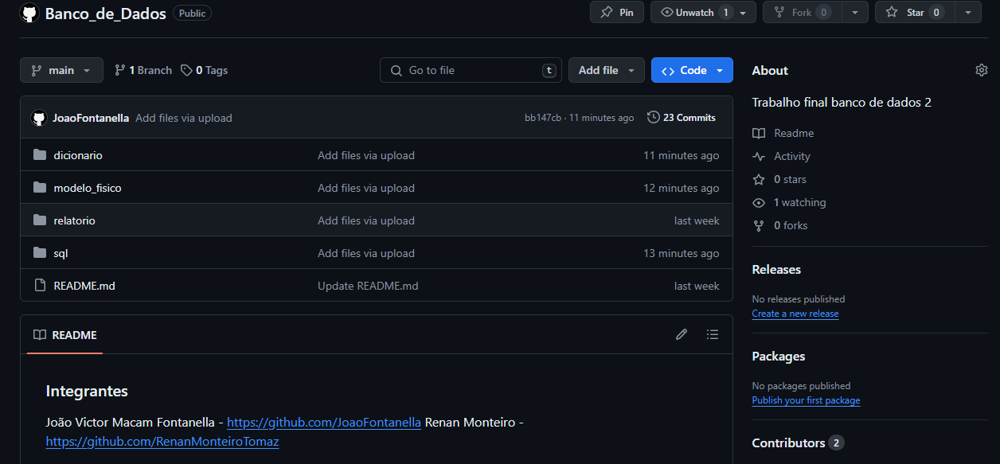 Banco_de_Dados Public Pin Unwatch 1 Fork 0 Star 0
main 1 Branch 0 Tags Go to file t Add file Code
JoaoFontanella Add files via upload bb147cb · 11 minutes ago 23 Commits
dicionario Add files via upload 11 minutes ago
modelo_fisico Add files via upload 12 minutes ago
relatorio Add files via upload last week
sql Add files via upload 13 minutes ago
README.md Update README.md last week
README
Integrantes
João Victor Macam Fontanella - https://github.com/JoaoFontanella Renan Monteiro -
https://github.com/RenanMonteiroTomaz
About
Trabalho final banco de dados 2
Readme
Activity
0 stars
1 watching
0 forks
Releases
No releases published
Create a new release
Packages
No packages published
Publish your first package
Contributors 2